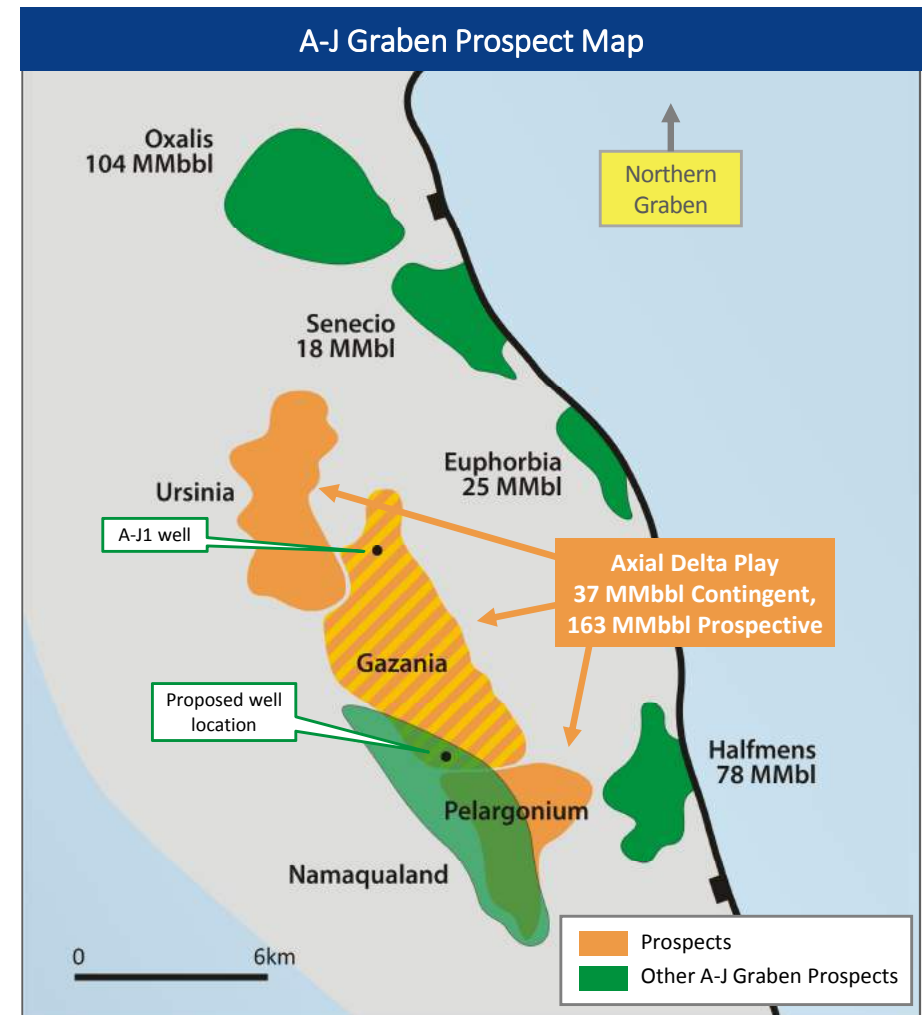 A-J Graben Prospect Map
Oxalis
104 MMbbl
Northern
Graben
Senecio
18 MMbl
Euphorbia
25 MMbl
Ursinia
A-J1 well
Axial Delta Play
37 MMbbl Contingent,
163 MMbbl Prospective
Gazania
Proposed well
location
Halfmens
78 MMbl
Pelargonium
Namaqualand
0 6km
Prospects
Other A-J Graben Prospects